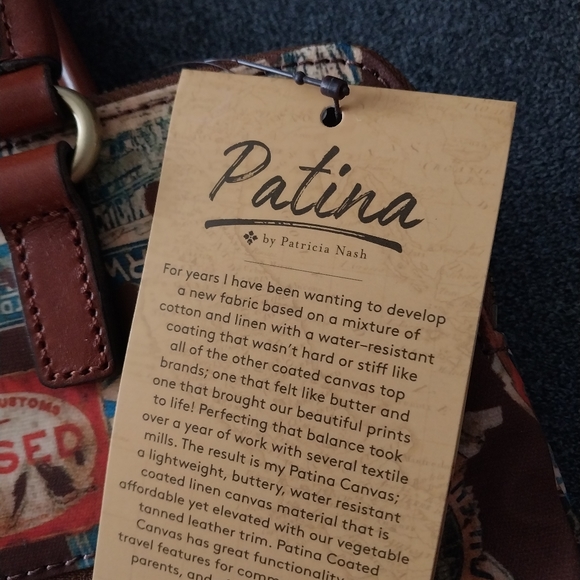 Patina
by Patricia Nash
For years I have been wanting to develop
a new fabric based on a mixture of
cotton and linen with a water-resistant
coating that wasn't hard or stiff like
all of the other coated canvas top
brands; one that felt like butter and
one that brought our beautiful prints
to life! Perfecting that balance took
over a year of work with several textile
mills. The result is my Patina Canvas;
a lightweight, buttery, water resistant
coated linen canvas material that is
affordable yet elevated with our vegetable
tanned leather trim. Patina Coated
Canvas has great functionality
travel features for
parents, and
CUSTOMS
SED